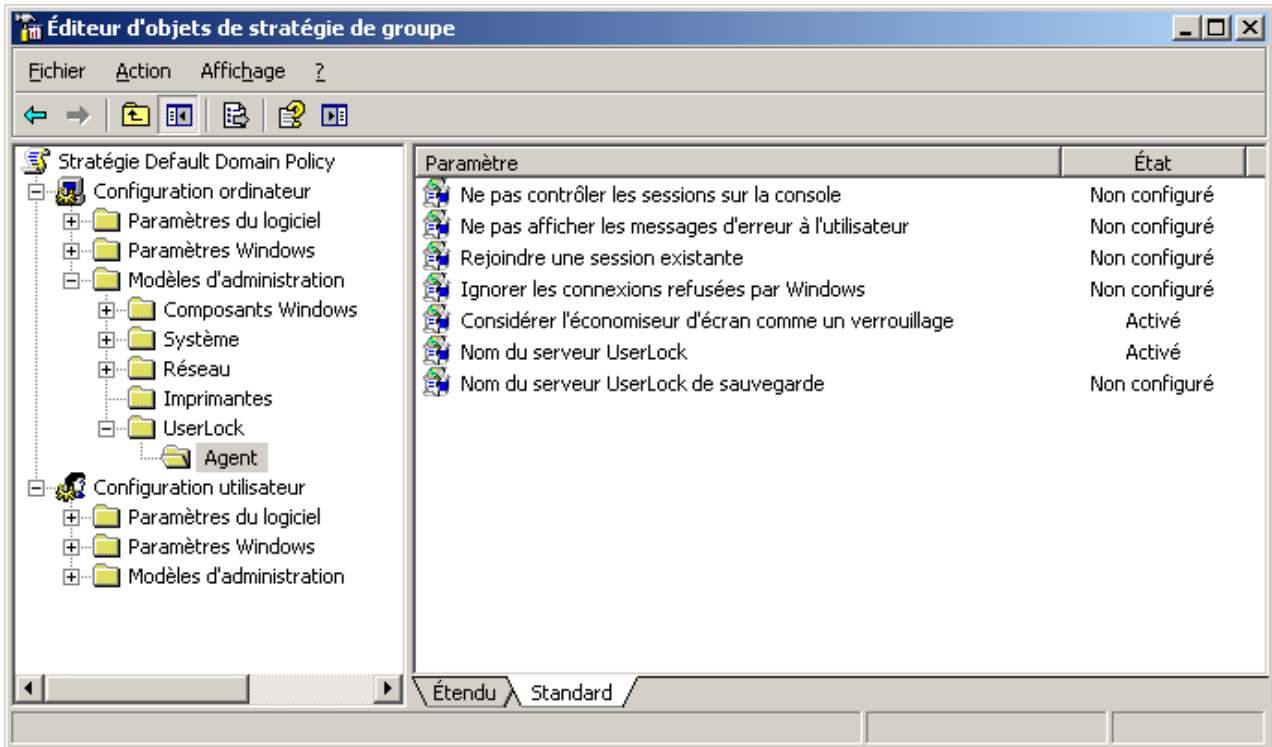 Éditeur d'objets de stratégie de groupe
Fichier Action Affichage ?
Stratégie Default Domain Policy
Configuration ordinateur
Paramètres du logiciel
Paramètres Windows
Modèles d'administration
Composants Windows
Système
Réseau
Imprimantes
UserLock
Agent
Configuration utilisateur
Paramètres du logiciel
Paramètres Windows
Modèles d'administration
Paramètre État
Ne pas contrôler les sessions sur la console Non configuré
Ne pas afficher les messages d'erreur à l'utilisateur Non configuré
Rejoindre une session existante Non configuré
Ignorer les connexions refusées par Windows Non configuré
Considérer l'économiseur d'écran comme un verrouillage Activé
Nom du serveur UserLock Activé
Nom du serveur UserLock de sauvegarde Non configuré
Étendu Standard